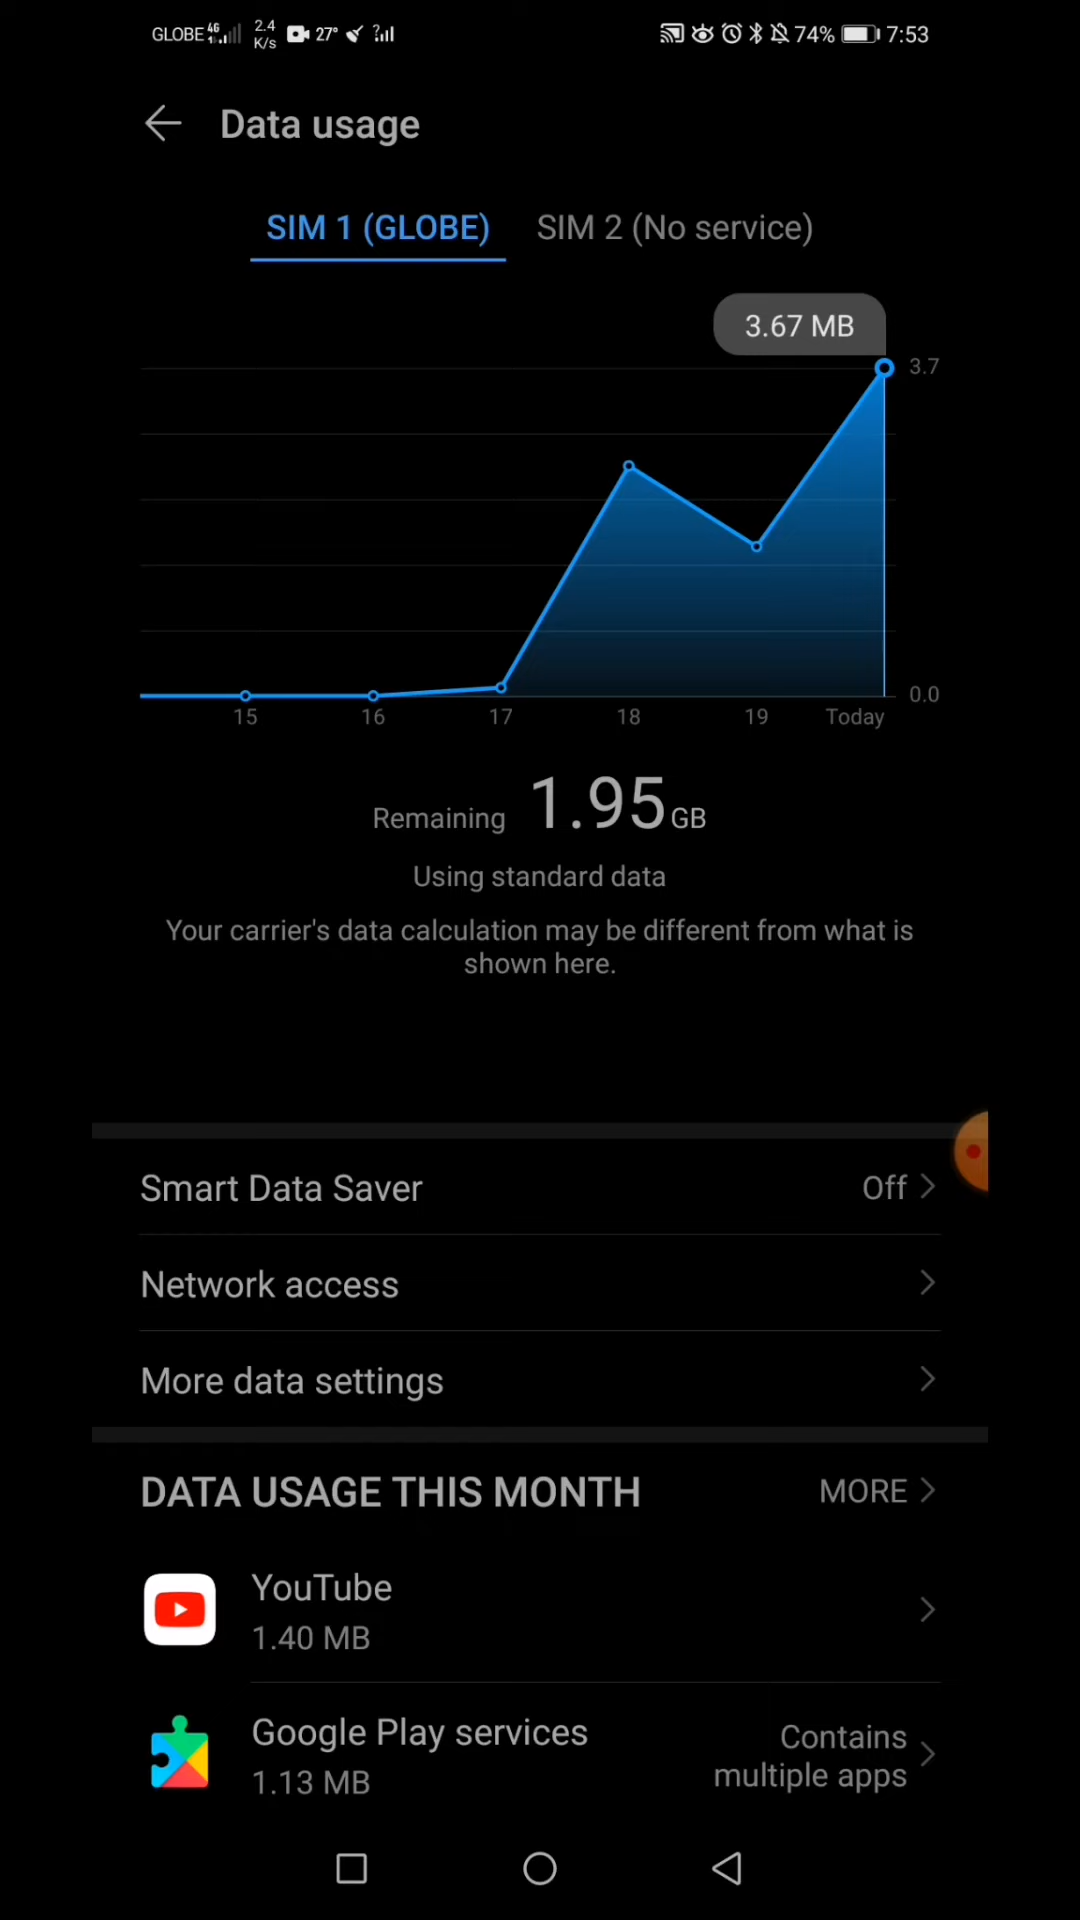 GLOBE 4G 2.4 K/s 27° ? 74% 7:53
Data usage
SIM 1 (GLOBE) SIM 2 (No service)
3.67 MB
3.7
0.0
15 16 17 18 19 Today
Remaining 1.95 GB
Using standard data
Your carrier's data calculation may be different from what is
shown here.
Smart Data Saver Off
Network access
More data settings
DATA USAGE THIS MONTH MORE
YouTube
1.40 MB
Google Play services
1.13 MB
Contains
multiple apps